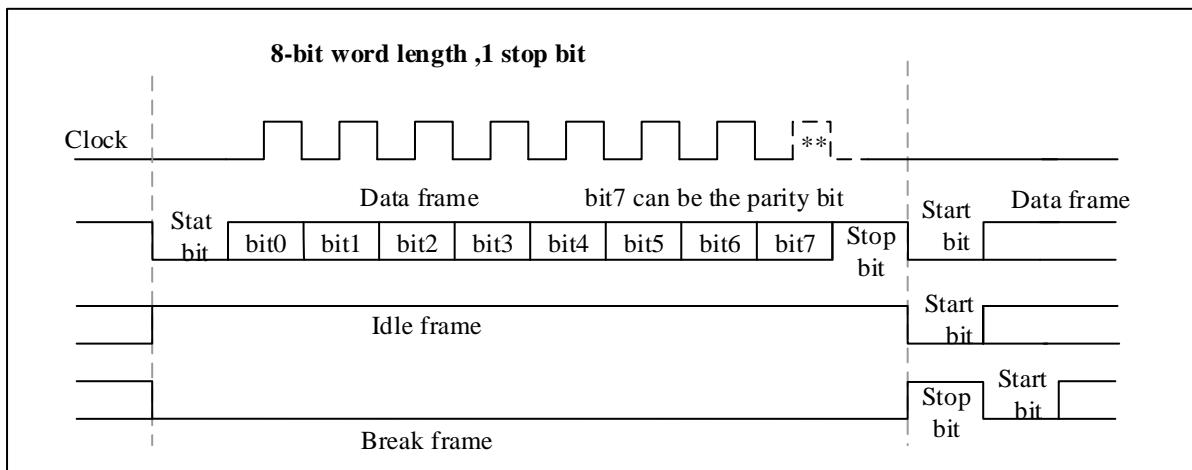 8-bit word length ,1 stop bit
Clock
**
Data frame
bit7 can be the parity bit
Stat
bit
bit0
bit1
bit2
bit3
bit4
bit5
bit6
bit7
Stop
bit
Start
bit
Data frame
Idle frame
Start
bit
Break frame
Stop
bit
Start
bit